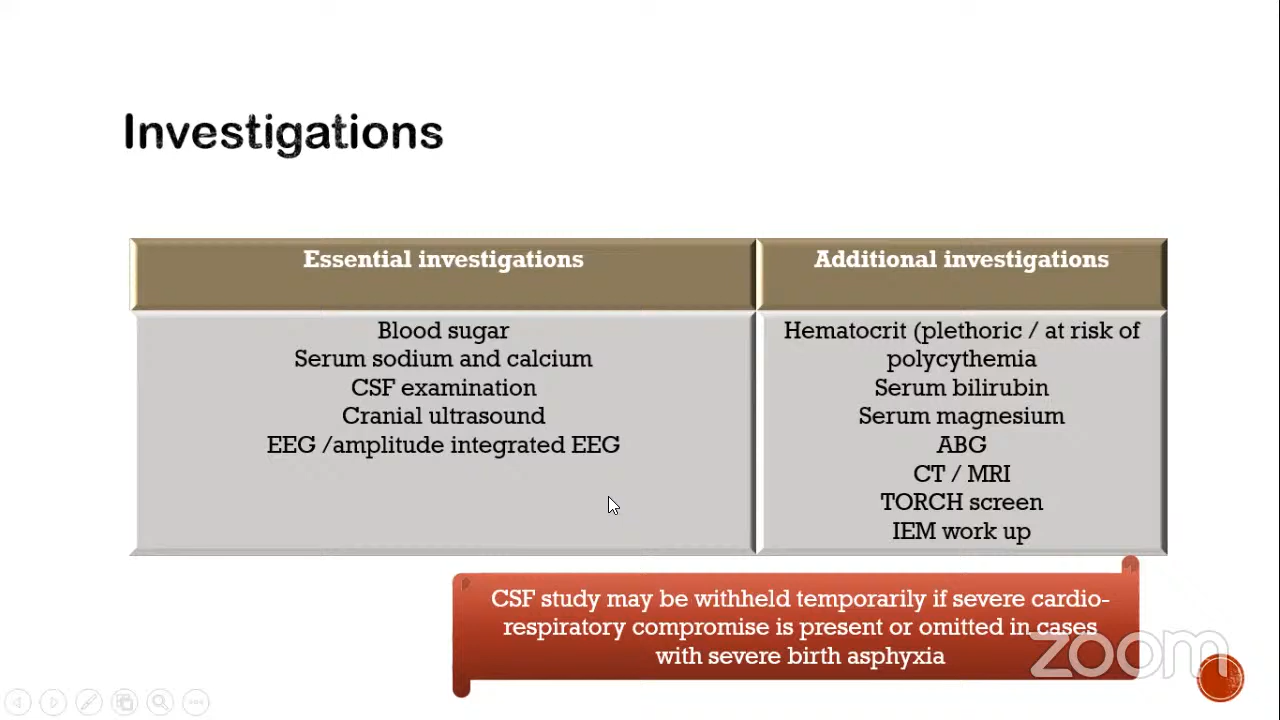 Investigations
Essential investigations
Additional investigations
Blood sugar
Serum sodium and calcium
CSF examination
Cranial ultrasound
EEG /amplitude integrated EEG
Hematocrit (plethoric / at risk of
polycythemia
Serum bilirubin
Serum magnesium
ABG
CT / MRI
TORCH screen
IEM work up
CSF study may be withheld temporarily if severe cardio-
respiratory compromise is present or omitted in cases
with severe birth asphyxia
zoom